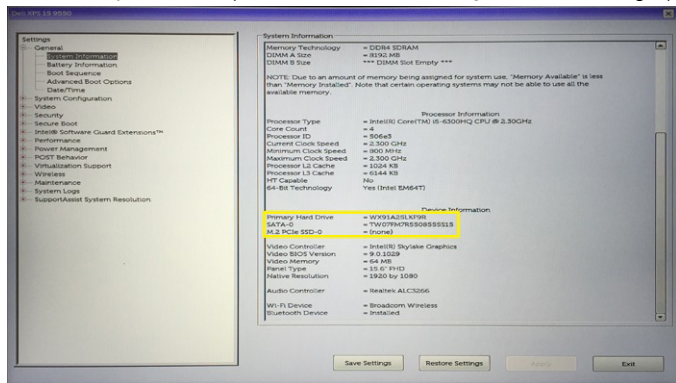 Dell XPS 15 9550
Settings
General
System Information
Battery Information
Boot Sequence
Advanced Boot Options
Date/Time
System Configuration
Video
Security
Secure Boot
Intel® Software Guard Extensions™
Performance
Power Management
POST Behavior
Virtualization Support
Wireless
Maintenance
System Logs
SupportAssist System Resolution
System Information
Memory Technology = DDR4 SDRAM
DIMM A Size = 8192 MB
DIMM B Size *** DIMM Slot Empty ***
NOTE: Due to an amount of memory being assigned for system use, "Memory Available" is less
than "Memory Installed". Note that certain operating systems may not be able to use all the
available memory.
Processor Information
Processor Type = Intel(R) Core(TM) i5-6300HQ CPU @ 2.30GHz
Core Count = 4
Processor ID = 506e3
Current Clock Speed = 2.300 GHz
Minimum Clock Speed = 800 MHz
Maximum Clock Speed = 2.300 GHz
Processor L2 Cache = 1024 KB
Processor L3 Cache = 6144 KB
HT Capable No
64-Bit Technology Yes (Intel EM64T)
Device Information
Primary Hard Drive = WX91A25LKF9R
SATA-0 = TW07FM7R5508555515
M.2 PCIe SSD-0 = (none)
Video Controller = Intel(R) Skylake Graphics
Video BIOS Version = 9.0.1029
Video Memory = 64 MB
Panel Type = 15.6" FHD
Native Resolution = 1920 by 1080
Audio Controller = Realtek ALC3266
Wi-Fi Device = Broadcom Wireless
Bluetooth Device = Installed
Save Settings
Restore Settings
Apply
Exit